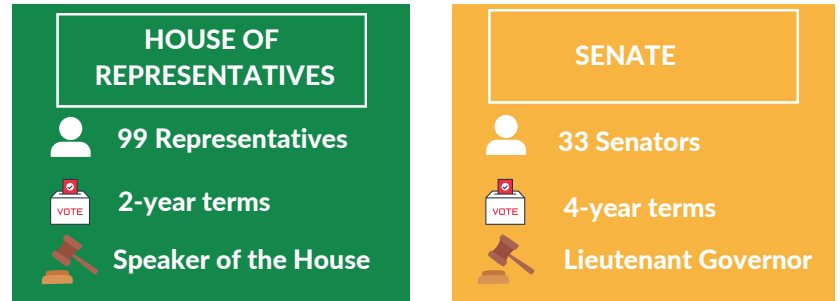 HOUSE OF
REPRESENTATIVES
99 Representatives
VOTE
2-year terms
Speaker of the House
SENATE
33 Senators
VOTE
4-year terms
Lieutenant Governor